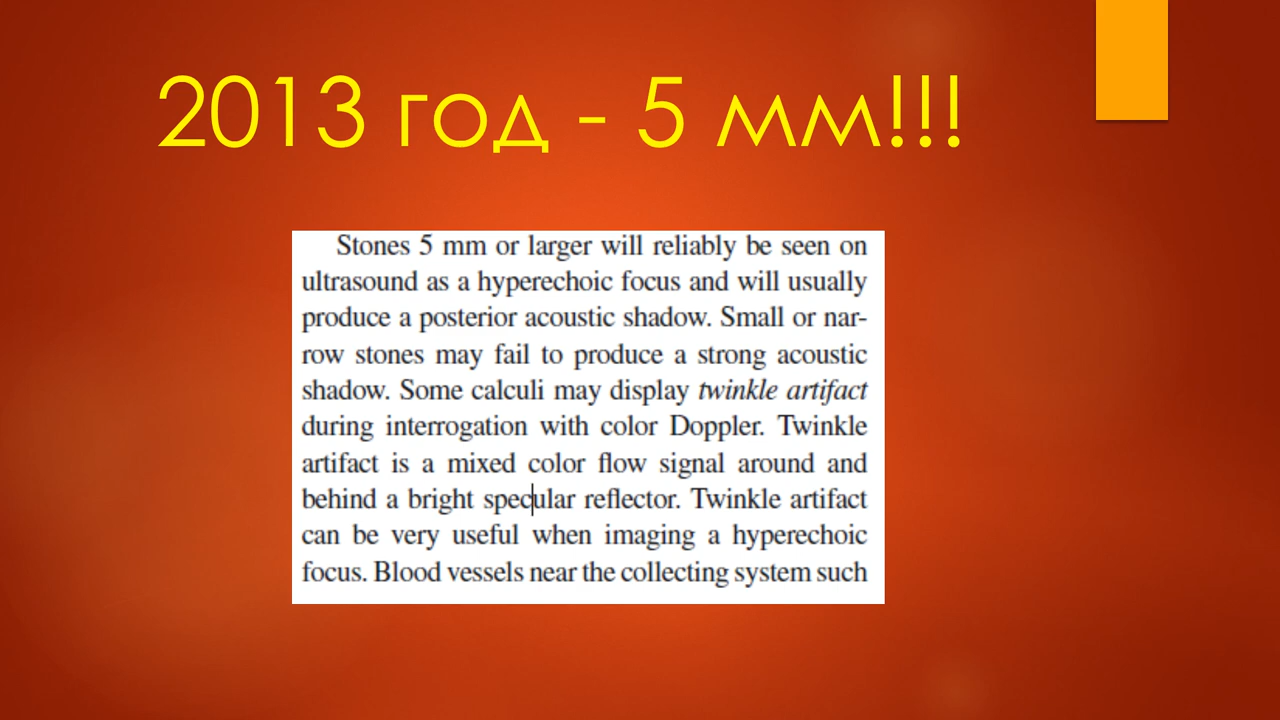 2013 год - 5 мм!!!
Stones 5 mm or larger will reliably be seen on
ultrasound as a hyperechoic focus and will usually
produce a posterior acoustic shadow. Small or nar-
row stones may fail to produce a strong acoustic
shadow. Some calculi may display twinkle artifact
during interrogation with color Doppler. Twinkle
artifact is a mixed color flow signal around and
behind a bright specular reflector. Twinkle artifact
can be very useful when imaging a hyperechoic
focus. Blood vessels near the collecting system such